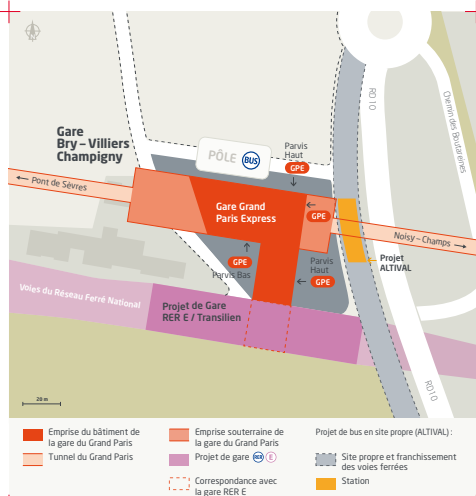 RD 10
Chemin des Boutareines
Gare
Bry – Villiers
Champigny
PÔLE BUS
Parvis
Haut
GPE
Pont de Sèvres
Gare Grand
Paris Express
GPE
Noisy – Champs
GPE
Parvis Bas
Parvis
Haut
GPE
Projet
ALTIVAL
Voies du Réseau Ferré National
Projet de Gare
RER E / Transilien
RD10
20 m
Emprise du bâtiment de
la gare du Grand Paris
Tunnel du Grand Paris
Emprise souterraine de
la gare du Grand Paris
Projet de gare RER E
Correspondance avec
la gare RER E
Projet de bus en site propre (ALTIVAL) :
Site propre et franchissement
des voies ferrées
Station